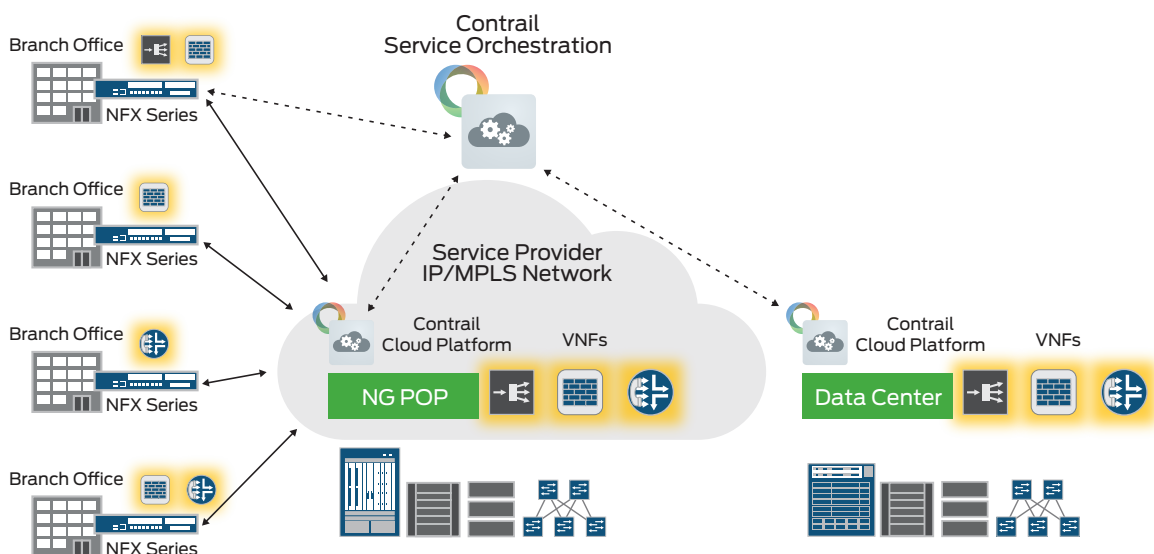 Contrail
Service Orchestration
Branch Office
NFX Series
Branch Office
NFX Series
Branch Office
NFX Series
Branch Office
NFX Series
Service Provider
IP/MPLS Network
Contrail
Cloud Platform
VNFs
NG POP
Contrail
Cloud Platform
VNFs
Data Center